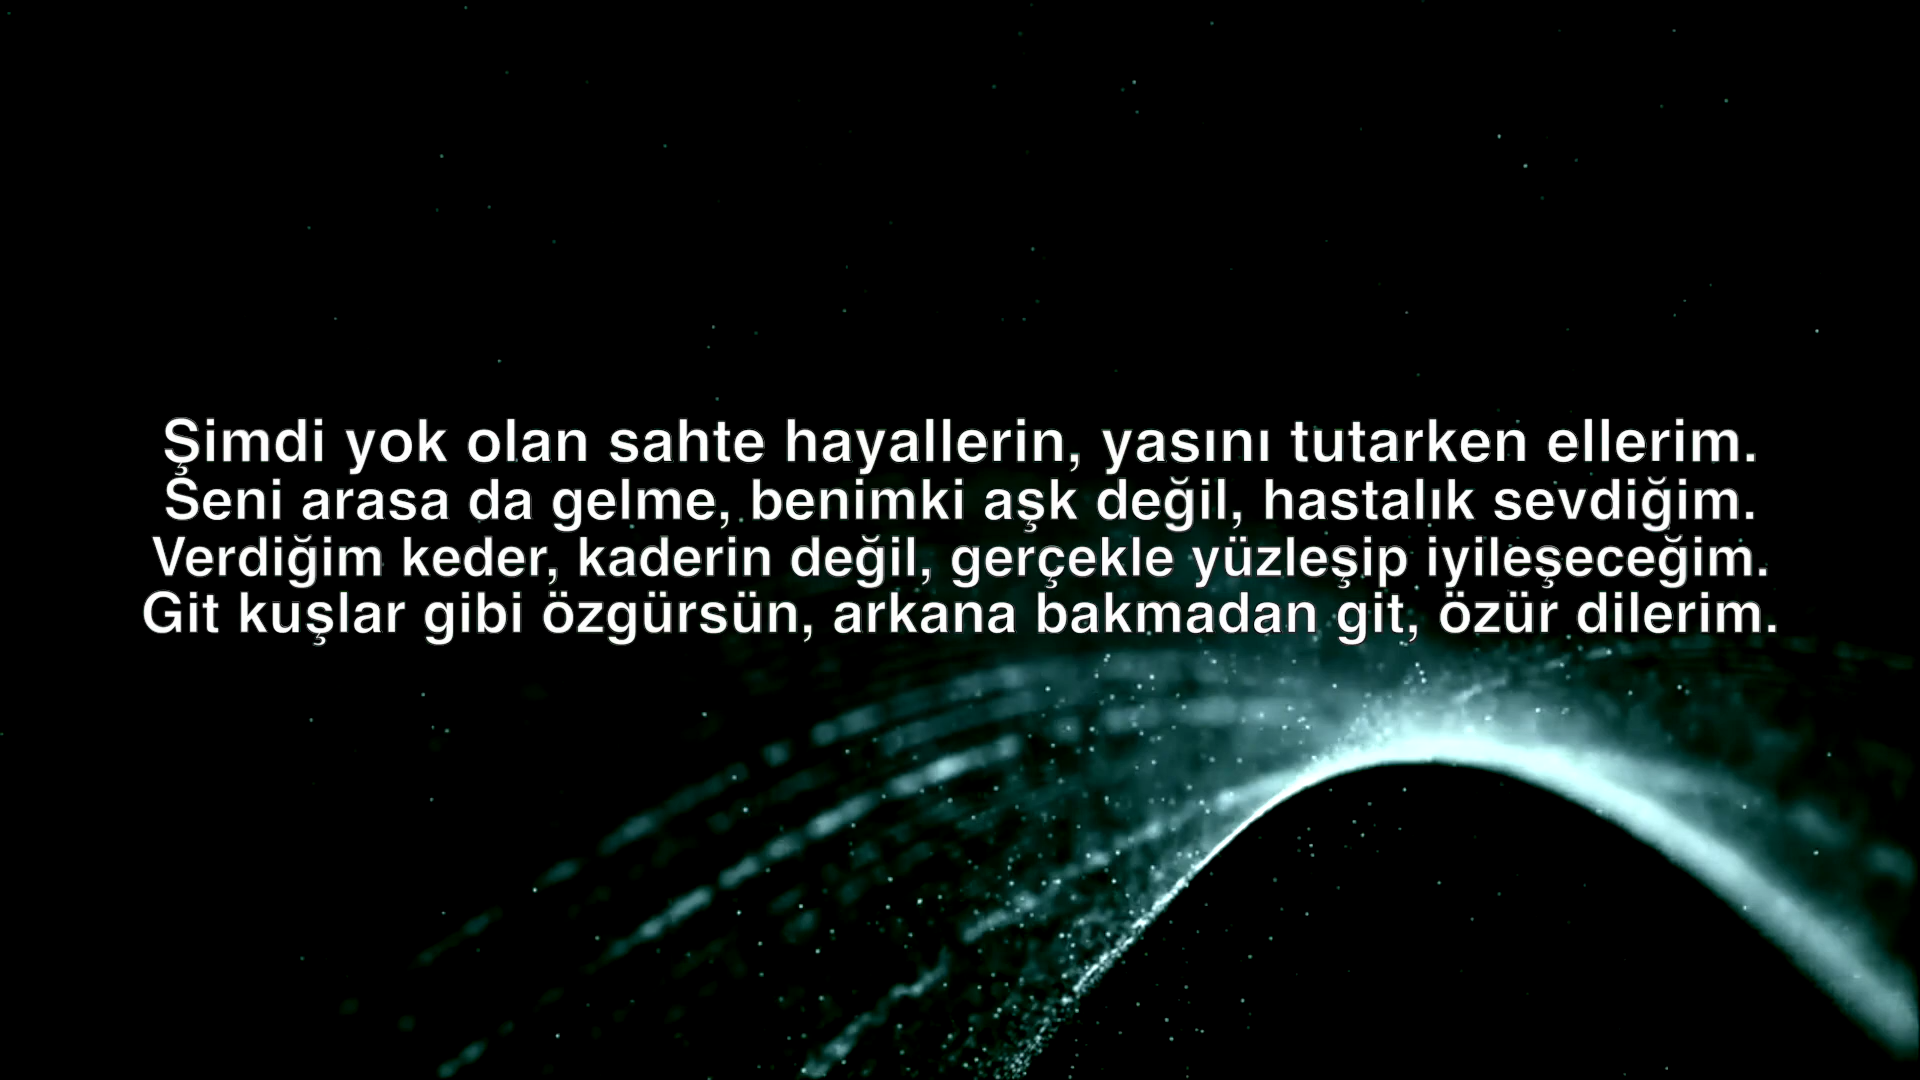 Şimdi yok olan sahte hayallerin, yasını tutarken ellerim.
Seni arasa da gelme, benimki aşk değil, hastalık sevdiğim.
Verdiğim keder, kaderin değil, gerçekle yüzleşip iyileşeceğim.
Git kuşlar gibi özgürsün, arkana bakmadan git, özür dilerim.